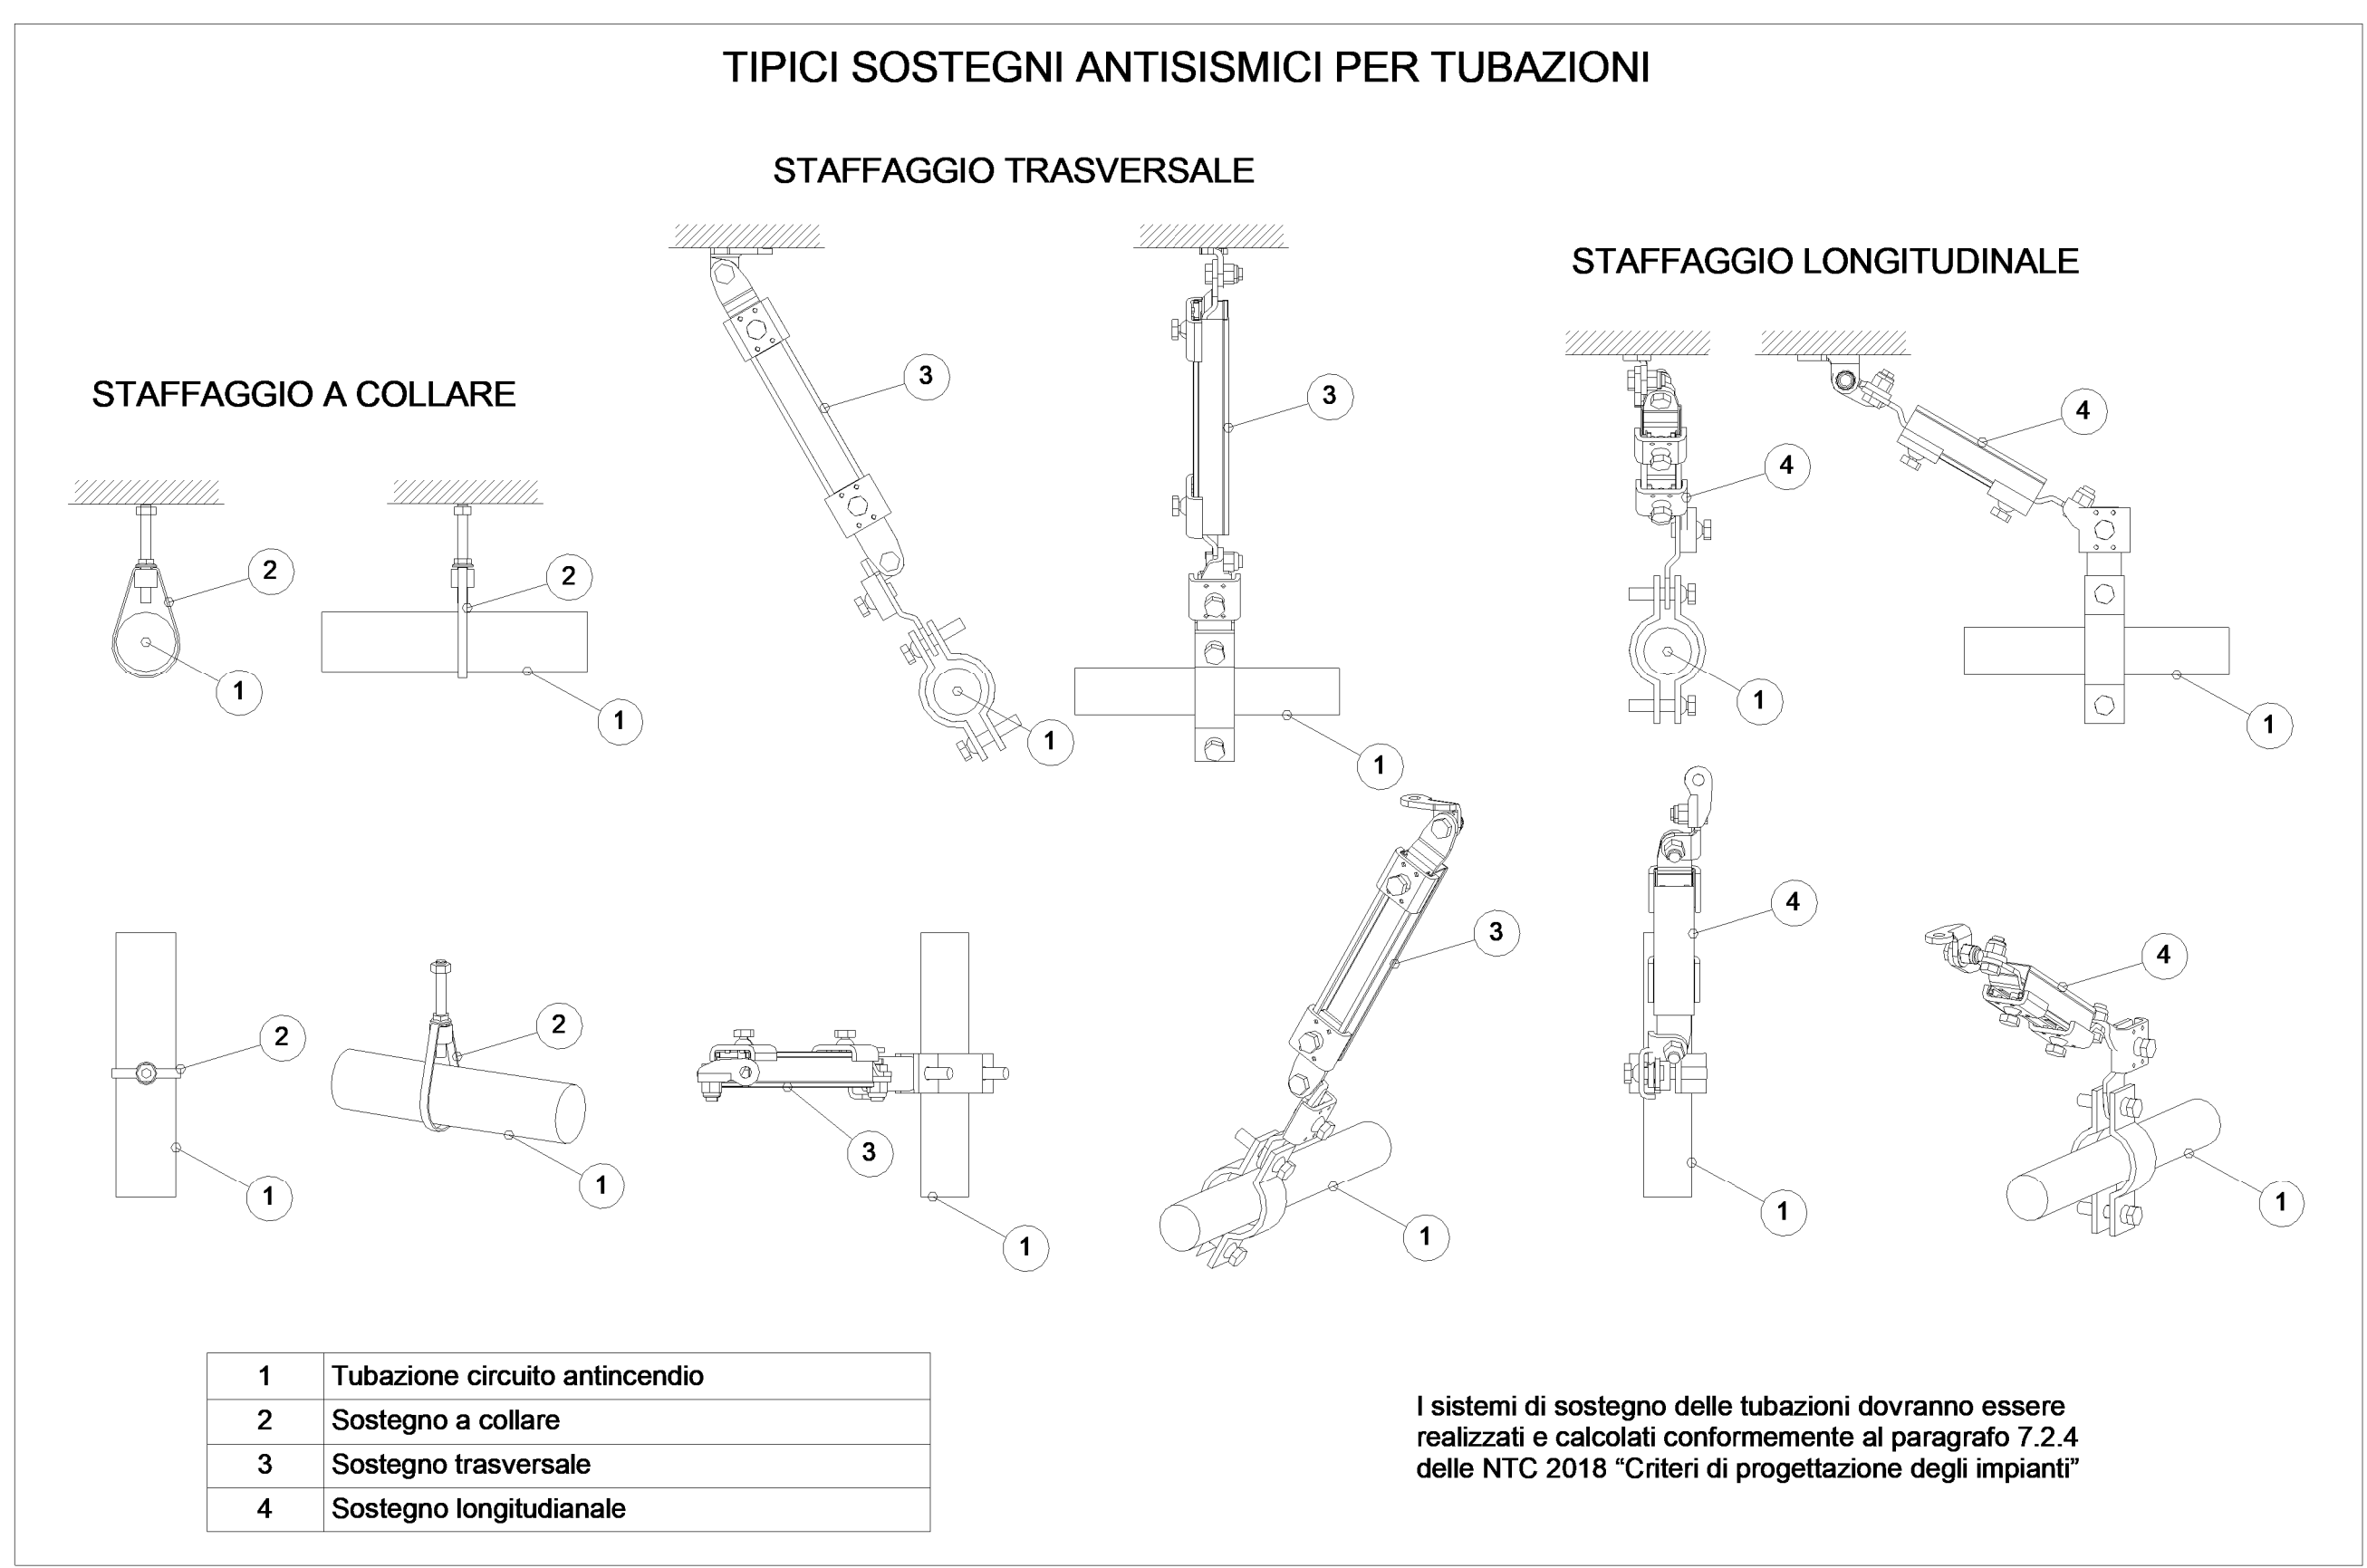 TIPICI SOSTEGNI ANTISISMICI PER TUBAZIONI
STAFFAGGIO TRASVERSALE
STAFFAGGIO LONGITUDINALE
STAFFAGGIO A COLLARE
3
3
4
4
2
2
1
1
1
1
1
1
3
4
4
2
2
3
1
1
1
1
1
1
1 Tubazione circuito antincendio
2 Sostegno a collare
3 Sostegno trasversale
4 Sostegno longitudianale
I sistemi di sostegno delle tubazioni dovranno essere
realizzati e calcolati conformemente al paragrafo 7.2.4
delle NTC 2018 “Criteri di progettazione degli impianti”